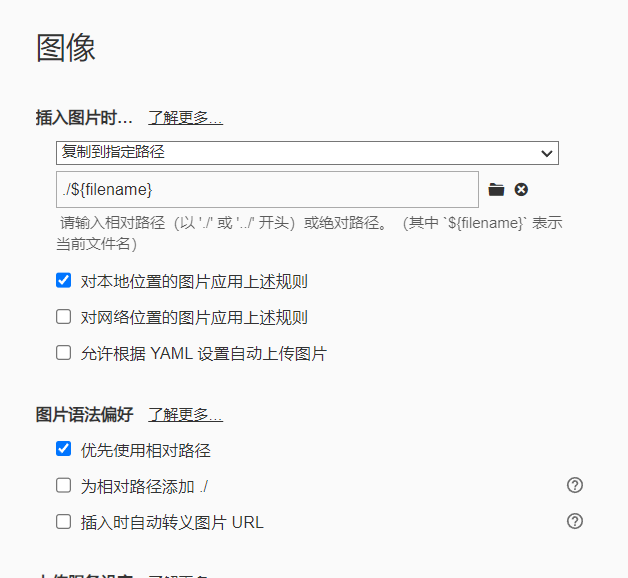 图像
插入图片时... 了解更多...
复制到指定路径
./${filename}
请输入相对路径（以 './' 或 '../' 开头）或绝对路径。（其中 `${filename}` 表示
当前文件名）
对本地位置的图片应用上述规则
对网络位置的图片应用上述规则
允许根据 YAML 设置自动上传图片
图片语法偏好 了解更多...
优先使用相对路径
为相对路径添加 ./
插入时自动转义图片 URL